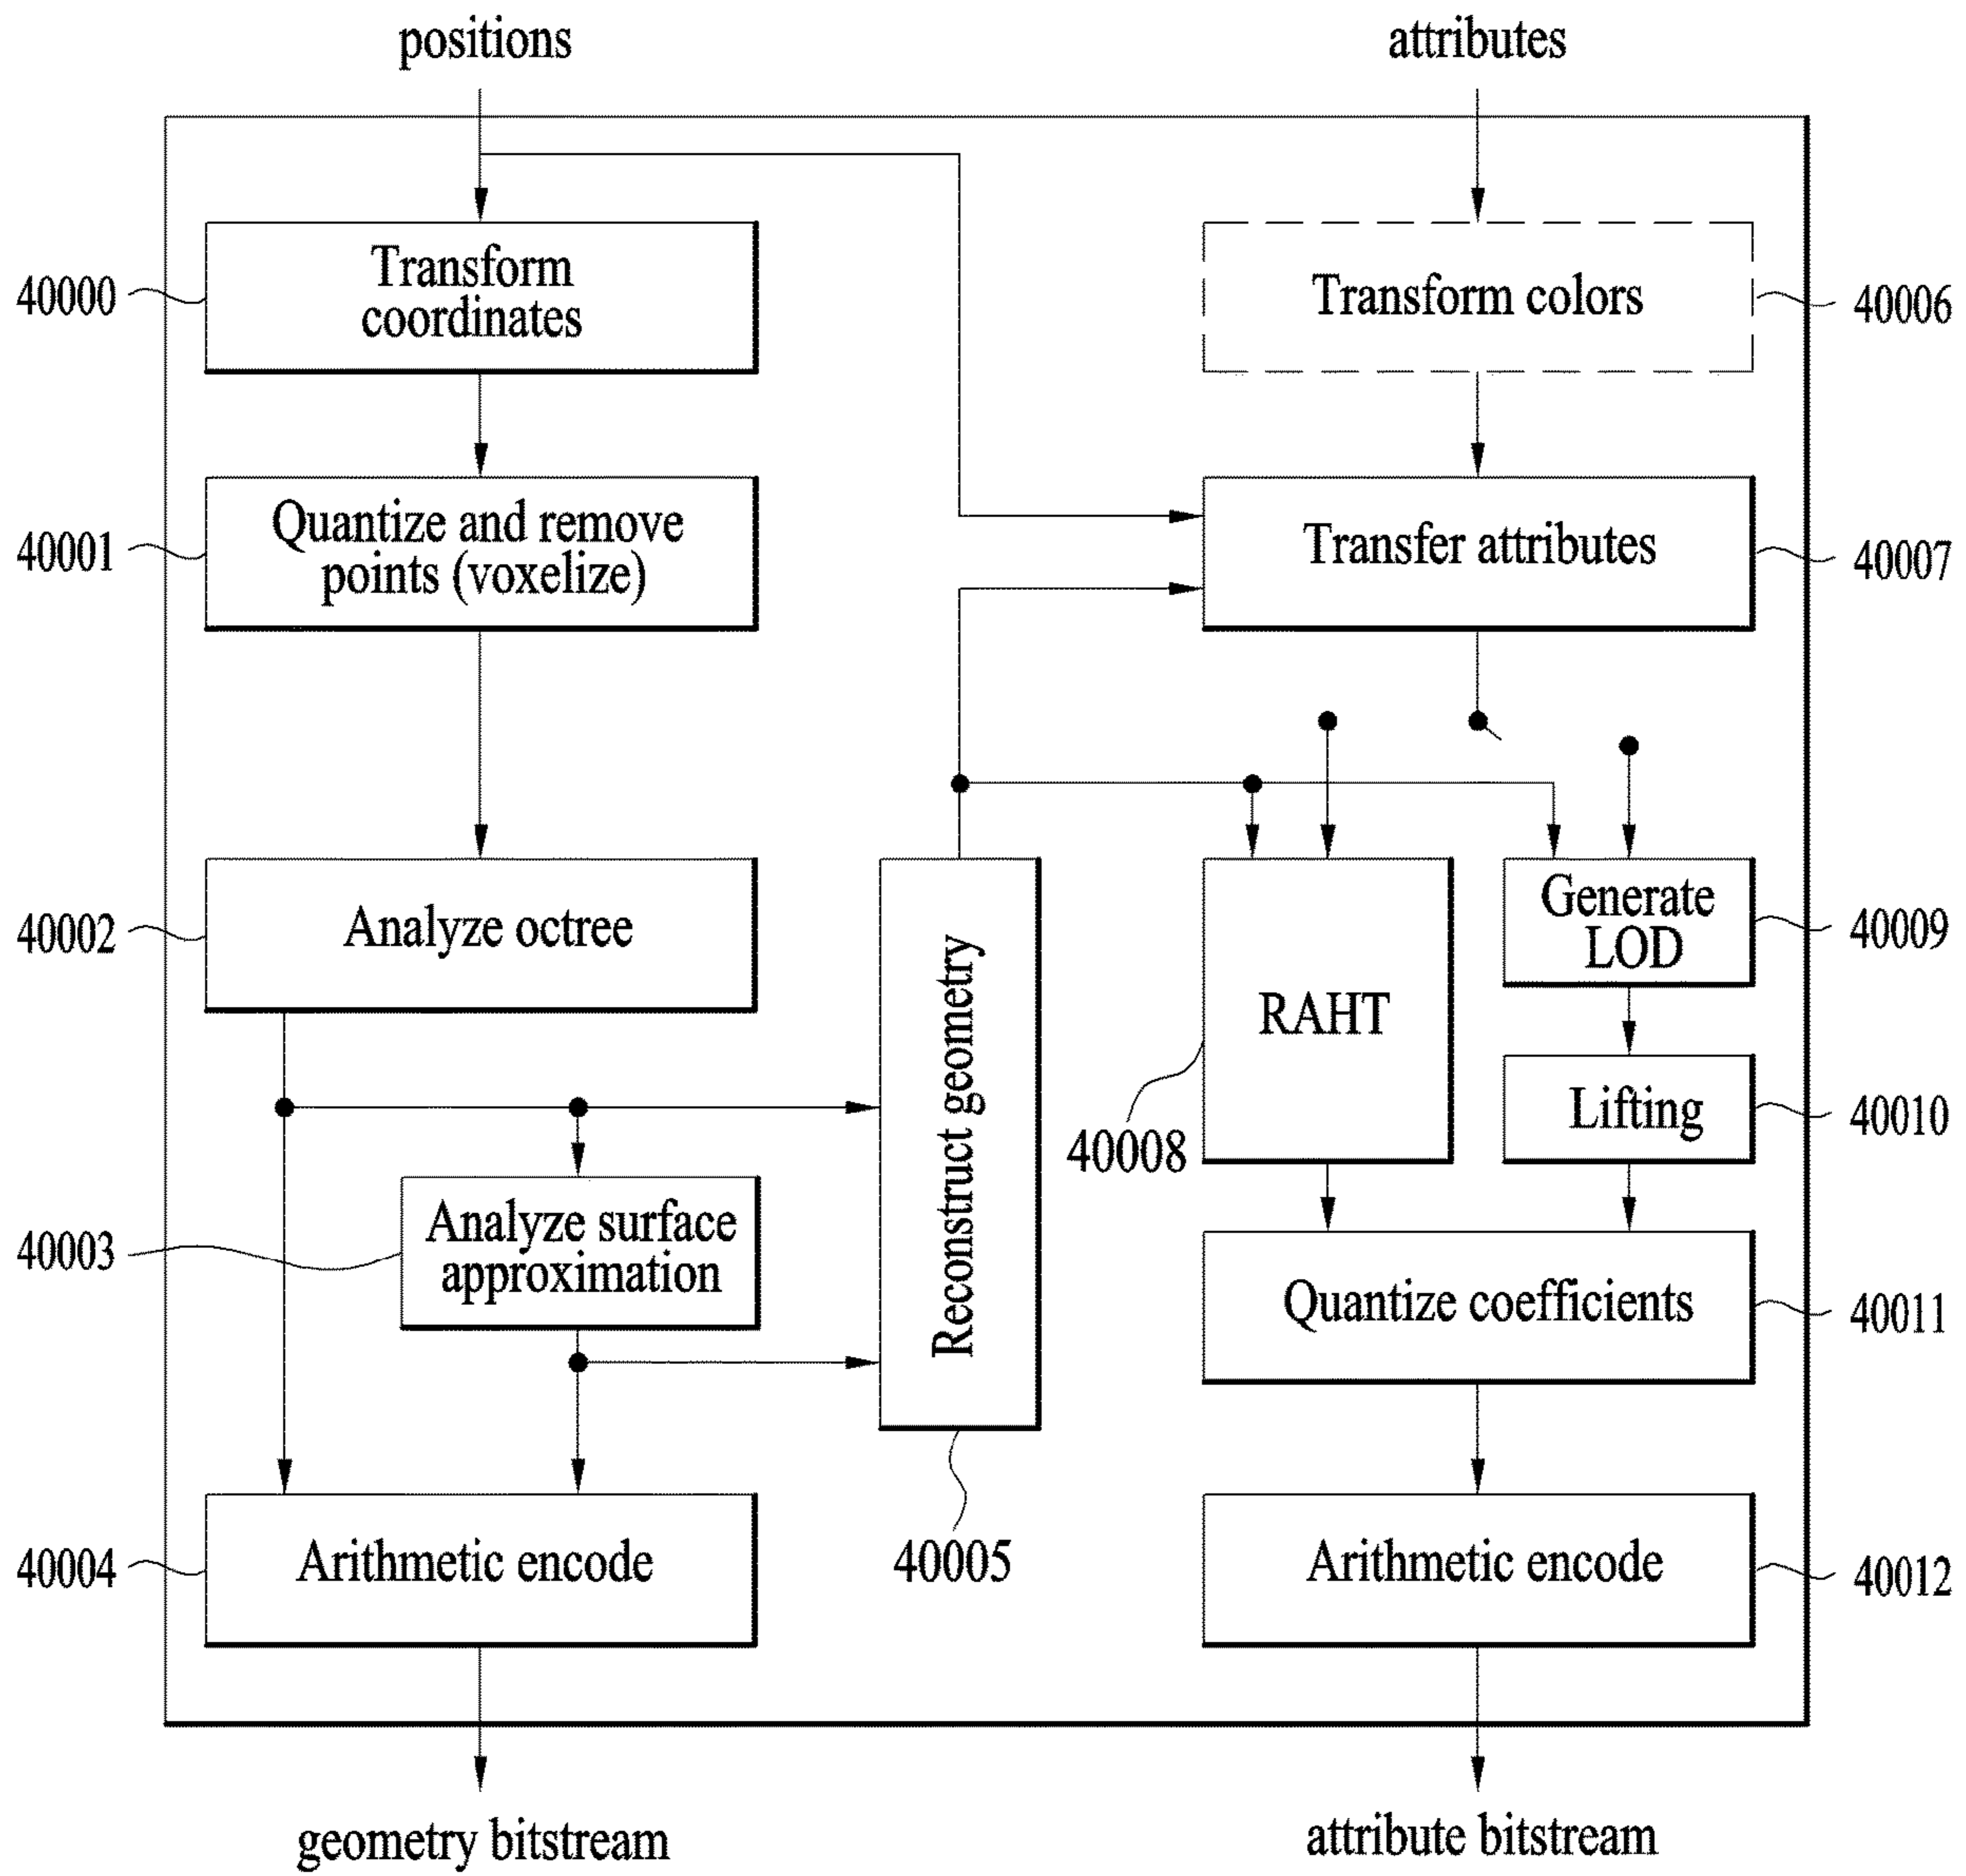 positions
attributes
40000
Transform
coordinates
Transform colors
40006
40001
Quantize and remove
points (voxelize)
Transfer attributes
40007
40002
Analyze octree
Reconstruct geometry
RAHT
40008
Generate
LOD
40009
Lifting
40010
40003
Analyze surface
approximation
Quantize coefficients
40011
40004
Arithmetic encode
40005
Arithmetic encode
40012
geometry bitstream
attribute bitstream